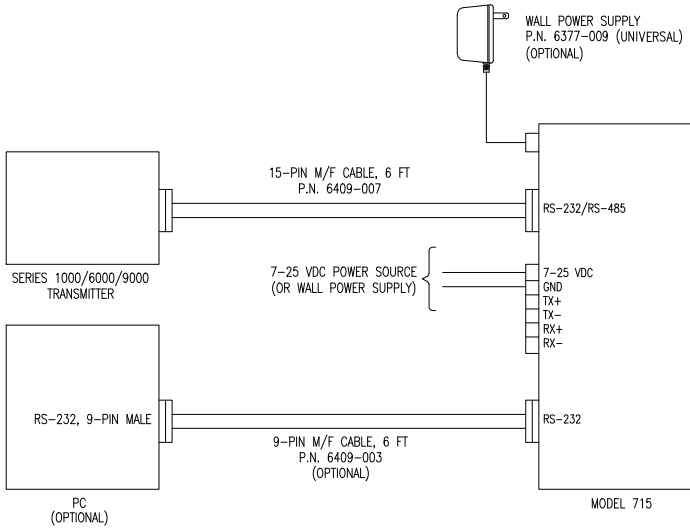 WALL POWER SUPPLY
P.N. 6377-009 (UNIVERSAL)
(OPTIONAL)
15-PIN M/F CABLE, 6 FT
P.N. 6409-007
RS-232/RS-485
SERIES 1000/6000/9000
TRANSMITTER
7-25 VDC POWER SOURCE
(OR WALL POWER SUPPLY)
7-25 VDC
GND
TX+
TX-
RX+
RX-
RS-232, 9-PIN MALE
RS-232
9-PIN M/F CABLE, 6 FT
P.N. 6409-003
(OPTIONAL)
PC
(OPTIONAL)
MODEL 715